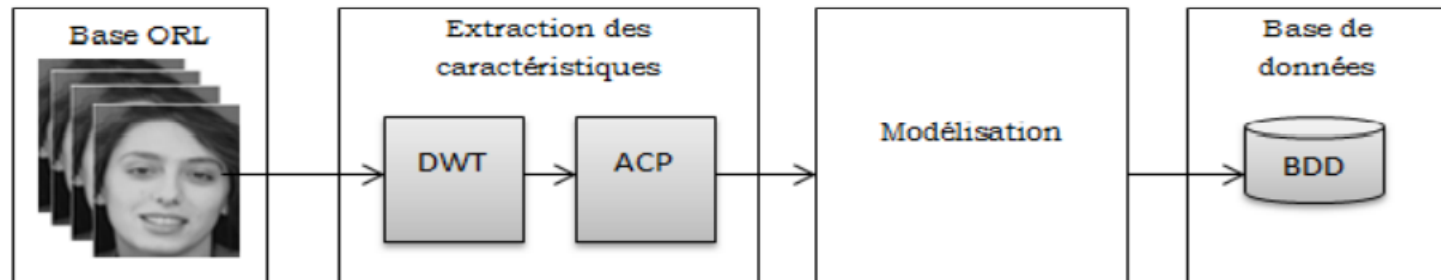 Base ORL
Extraction des
caractéristiques
DWT
ACP
Modélisation
Base de
données
BDD